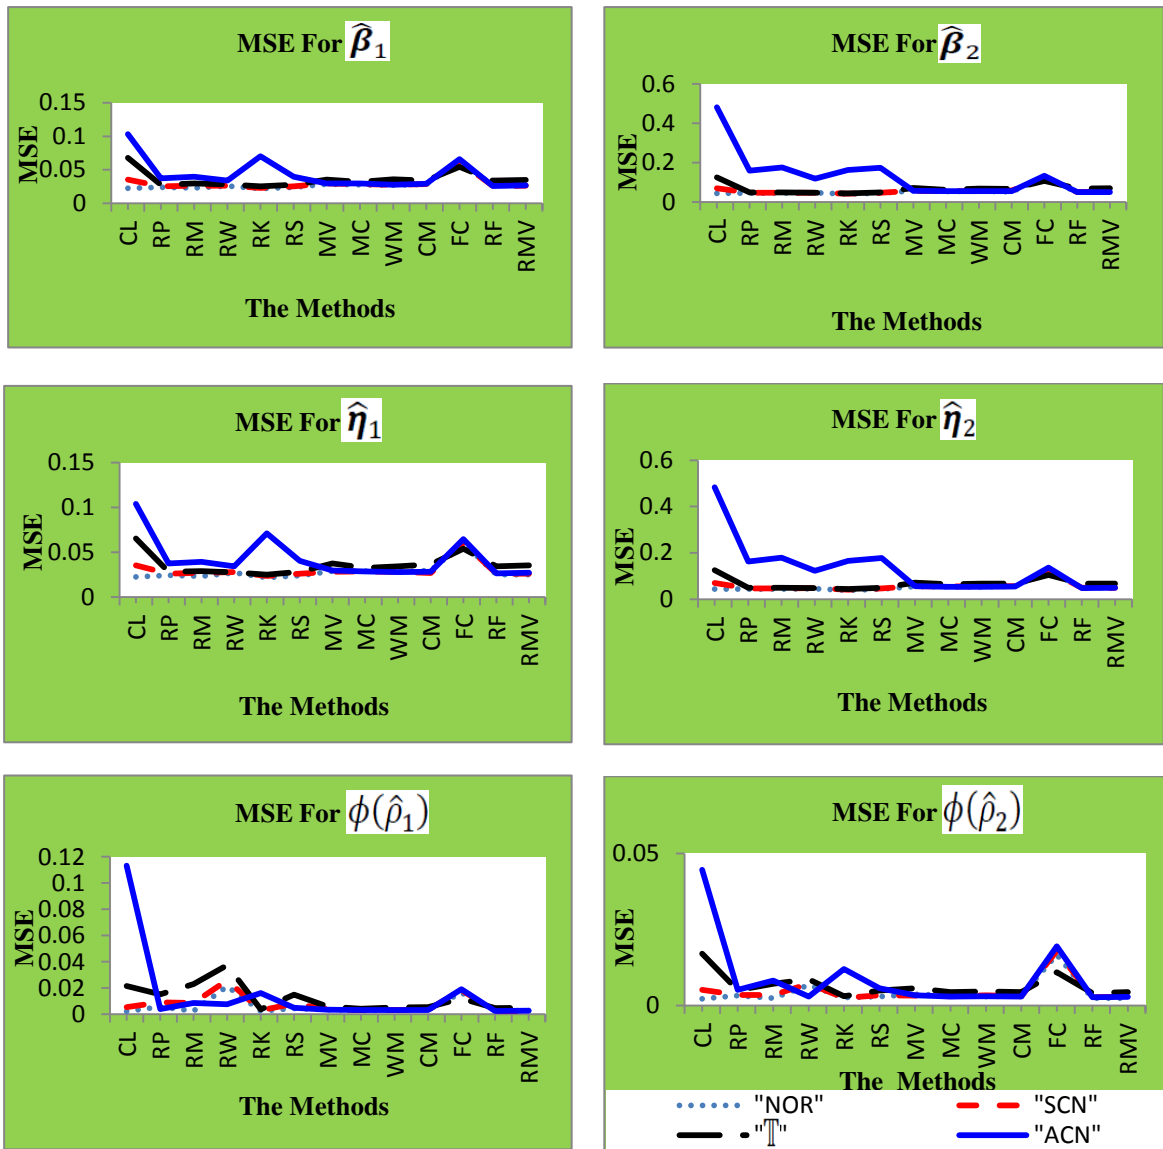 MSE For β̂₁
0.15
0.1
0.05
0
MSE
CL RP RM RW RK RS MV MC WM CM FC RF RMV
The Methods
MSE For β̂₂
0.6
0.4
0.2
0
MSE
CL RP RM RW RK RS MV MC WM CM FC RF RMV
The Methods
MSE For η̂₁
0.15
0.1
0.05
0
MSE
CL RP RM RW RK RS MV MC WM CM FC RF RMV
The Methods
MSE For η̂₂
0.6
0.4
0.2
0
MSE
CL RP RM RW RK RS MV MC WM CM FC RF RMV
The Methods
MSE For ϕ(ρ̂₁)
0.12
0.1
0.08
0.06
0.04
0.02
0
MSE
CL RP RM RW RK RS MV MC WM CM FC RF RMV
The Methods
MSE For ϕ(ρ̂₂)
0.05
0
MSE
CL RP RM RW RK RS MV MC WM CM FC RF RMV
The Methods
"NOR" "SCN"
"T" "ACN"